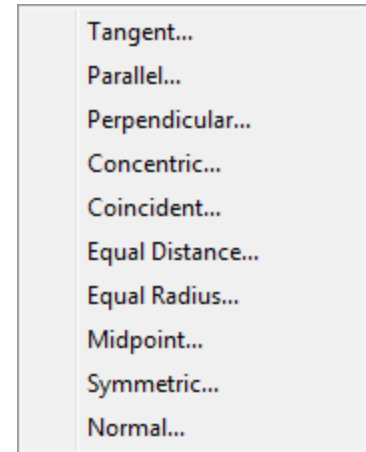 Tangent...
Parallel...
Perpendicular...
Concentric...
Coincident...
Equal Distance...
Equal Radius...
Midpoint...
Symmetric...
Normal...